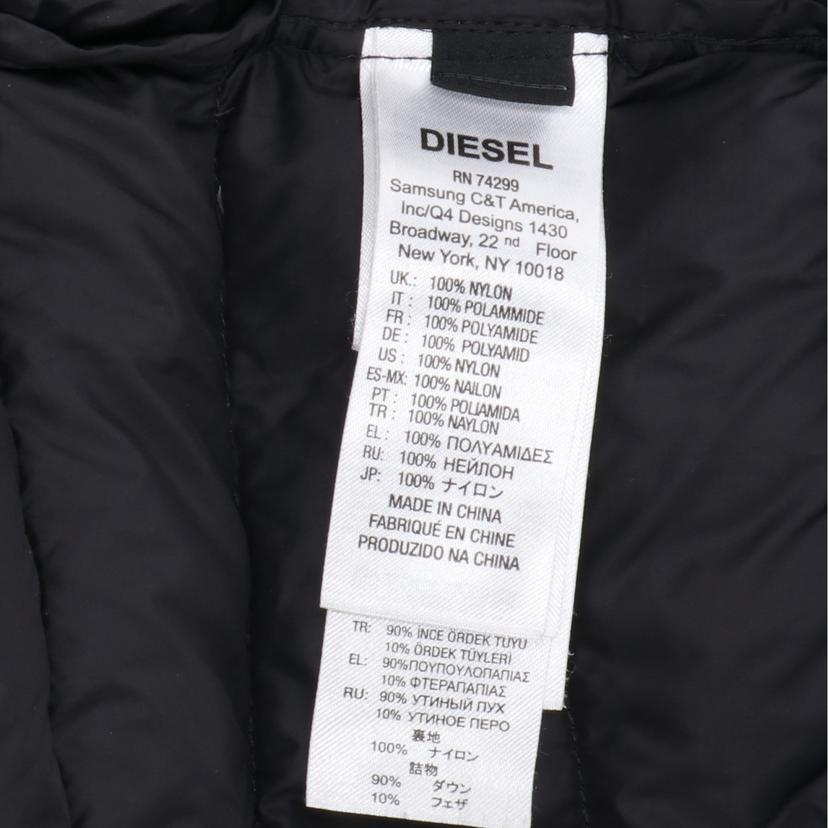 DIESEL
RN 74299
Samsung C&T America,
Inc/Q4 Designs 1430
Broadway, 22 nd Floor
New York, NY 10018
UK.: 100% NYLON
IT : 100% POLAMMIDE
FR : 100% POLYAMIDE
DE : 100% POLYAMID
US : 100% NYLON
ES-MX: 100% NAILON
PT : 100% POLIAMIDA
TR : 100% NAYLON
EL : 100% ΠΟΛΥΑΜΙΔΕΣ
RU: 100% НЕЙЛОН
JP: 100% ナイロン
MADE IN CHINA
FABRIQUÉ EN CHINE
PRODUZIDO NA CHINA
TR: 90% İNCE ÖRDEK TÜYÜ
10% ÖRDEK TÜYLERİ
EL: 90%ΠΟΥΠΟΥΛΟΠΑΠΙΑΣ
10% ΦΤΕΡΑΠΑΠΙΑΣ
RU: 90% УТИНЫЙ ПУХ
10% УТИНОЕ ПЕРО
裏地
100% ナイロン
詰物
90% ダウン
10% フェザ